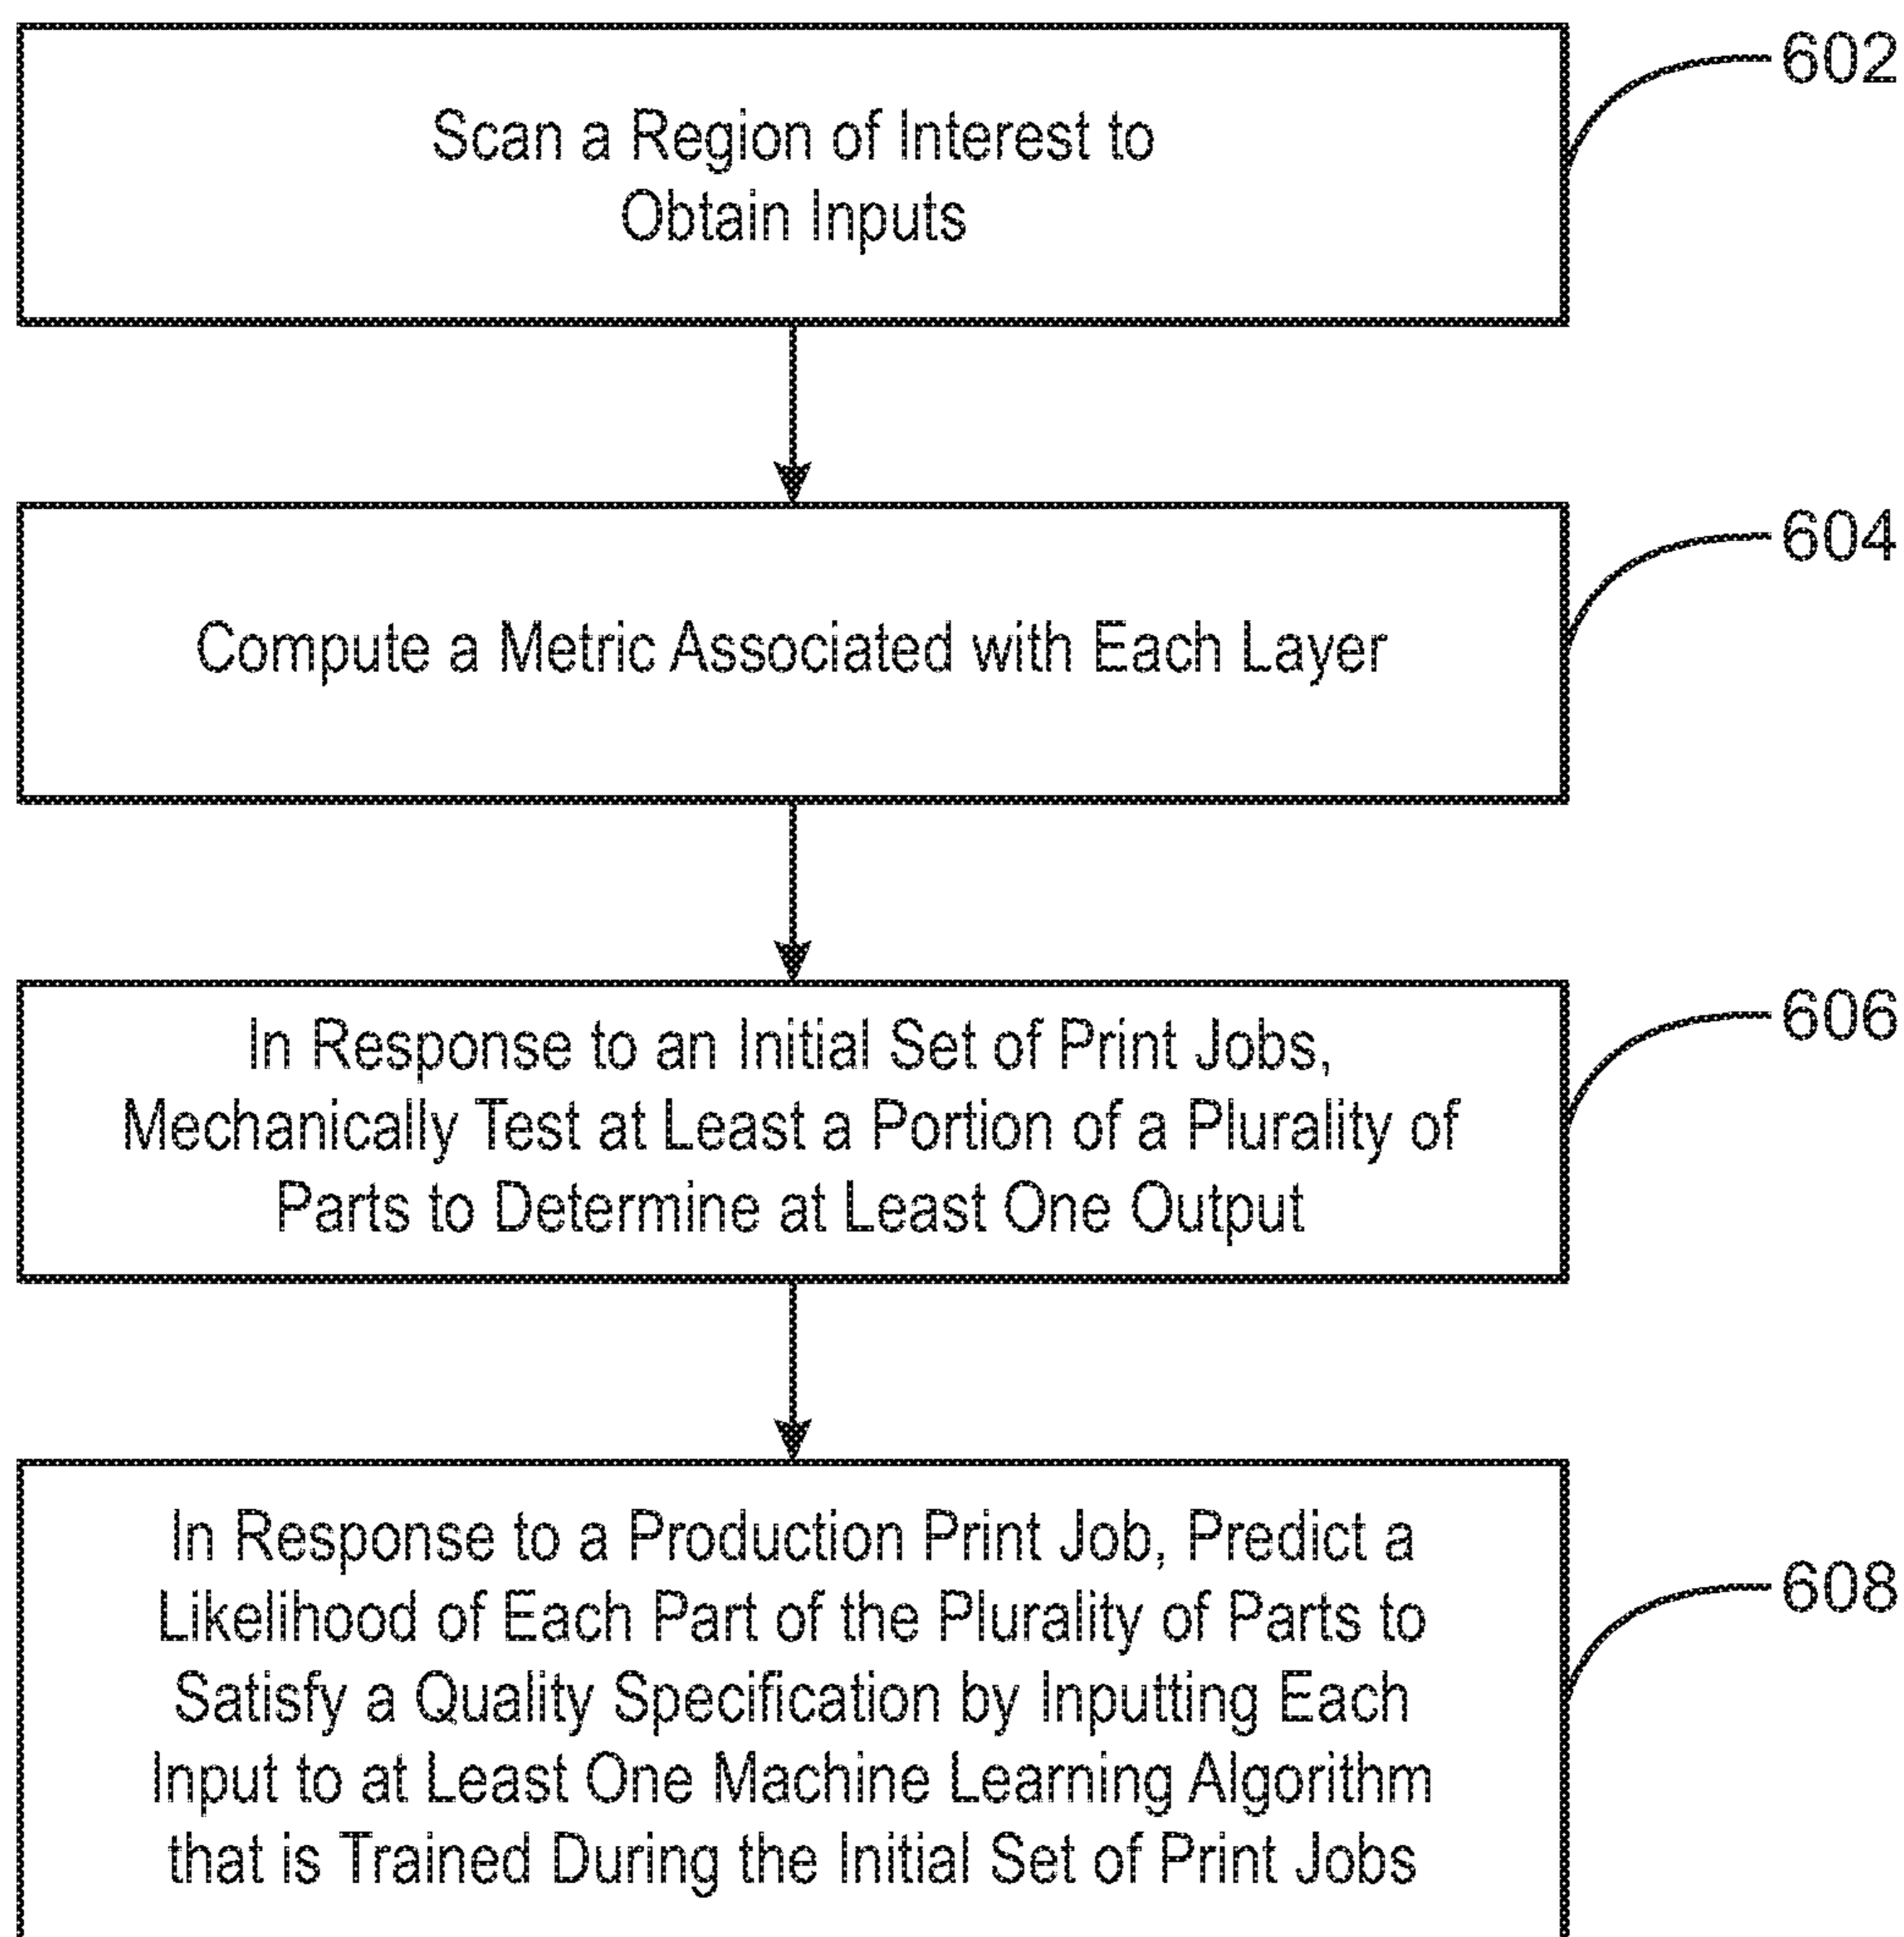 Scan a Region of Interest to
Obtain Inputs
602
Compute a Metric Associated with Each Layer
604
In Response to an Initial Set of Print Jobs,
Mechanically Test at Least a Portion of a Plurality of
Parts to Determine at Least One Output
606
In Response to a Production Print Job, Predict a
Likelihood of Each Part of the Plurality of Parts to
Satisfy a Quality Specification by Inputting Each
Input to at Least One Machine Learning Algorithm
that is Trained During the Initial Set of Print Jobs
608